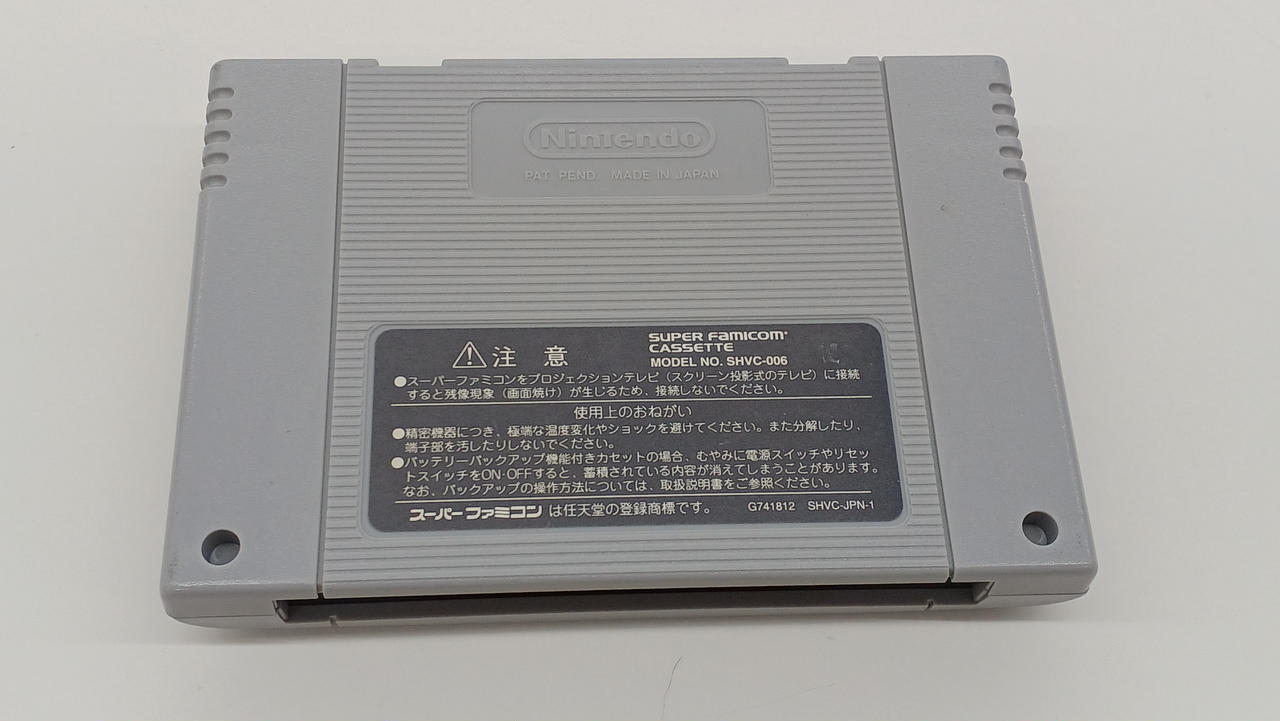 Nintendo
PAT. PEND. MADE IN JAPAN
注 意
SUPER FAMICOM
CASSETTE
MODEL NO. SHVC-006
●スーパーファミコンをプロジェクションテレビ（スクリーン投影式のテレビ）に接続
すると残像現象（画面焼け）が生じるため、接続しないでください。
使用上のおねがい
●精密機器につき、極端な温度変化やショックを避けてください。また分解したり、
端子部を汚したりしないでください。
●バッテリーバックアップ機能付きカセットの場合、むやみに電源スイッチやリセッ
トスイッチをON-OFFすると、蓄積されている内容が消えてしまうことがあります。
なお、バックアップの操作方法については、取扱説明書をご参照ください。
スーパーファミコン は任天堂の登録商標です。 G741812 SHVC-JPN-1